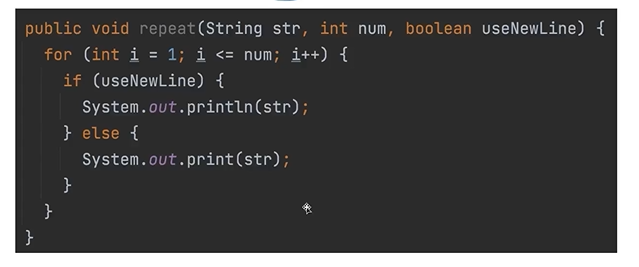 public void repeat(String str, int num, boolean useNewLine) {
  for (int i = 1; i <= num; i++) {
    if (useNewLine) {
      System.out.println(str);
    } else {
      System.out.print(str);
    }
  }
}